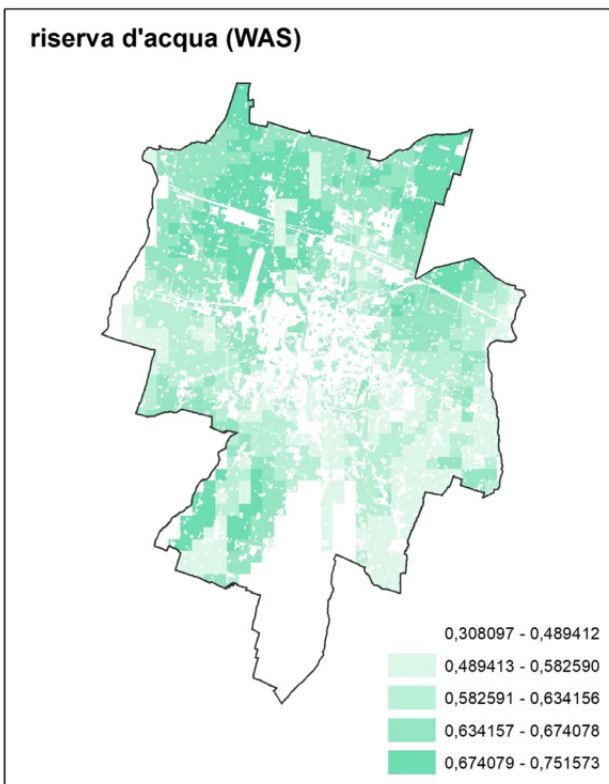 riserva d'acqua (WAS)
0,308097 - 0,489412
0,489413 - 0,582590
0,582591 - 0,634156
0,634157 - 0,674078
0,674079 - 0,751573